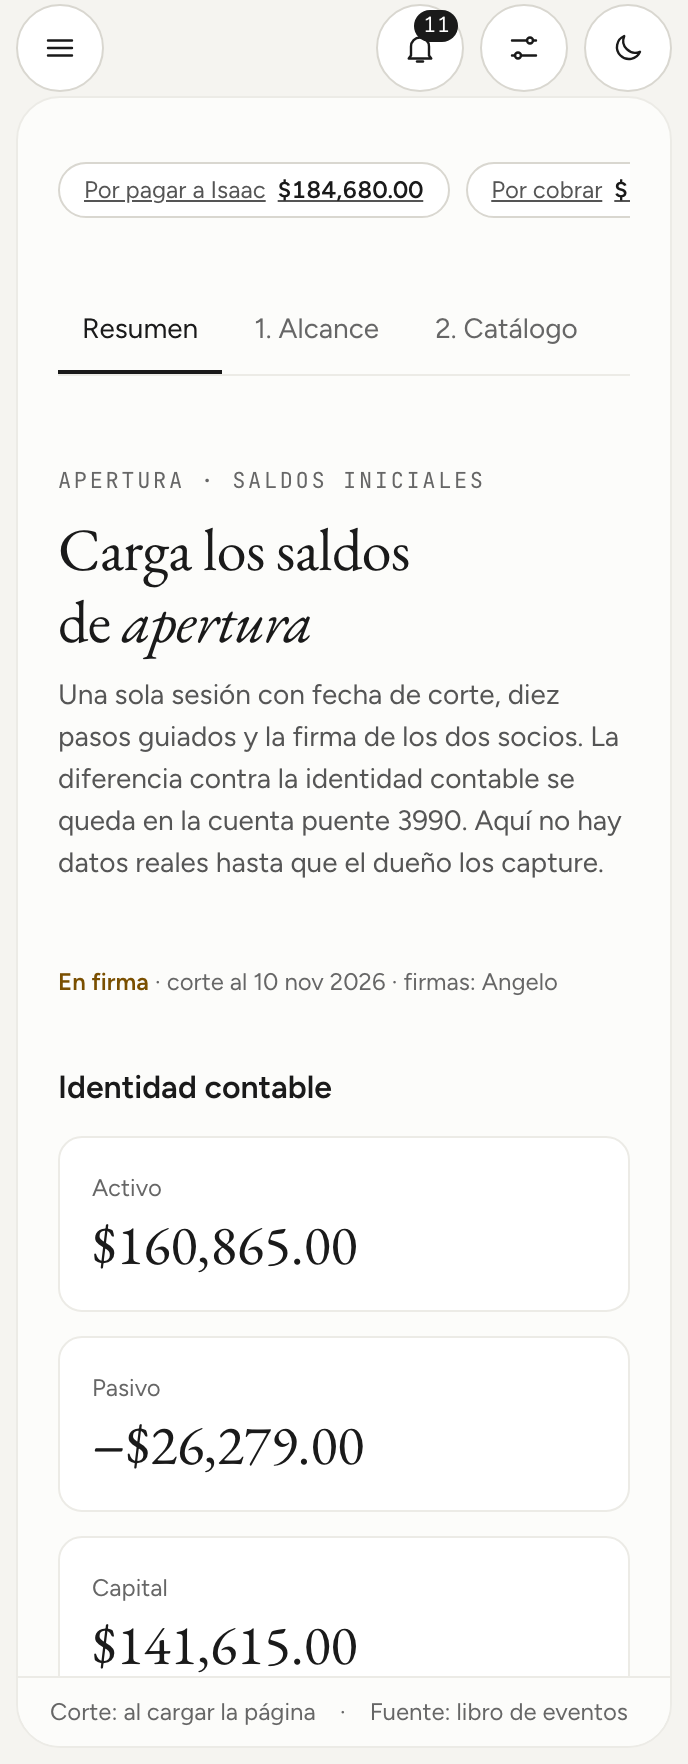 11
Por pagar a Isaac $184,680.00
Por cobrar $
Resumen
1. Alcance
2. Catálogo
APERTURA · SALDOS INICIALES
Carga los saldos
de apertura
Una sola sesión con fecha de corte, diez
pasos guiados y la firma de los dos socios. La
diferencia contra la identidad contable se
queda en la cuenta puente 3990. Aquí no hay
datos reales hasta que el dueño los capture.
En firma · corte al 10 nov 2026 · firmas: Angelo
Identidad contable
Activo
$160,865.00
Pasivo
−$26,279.00
Capital
$141,615.00
Corte: al cargar la página · Fuente: libro de eventos